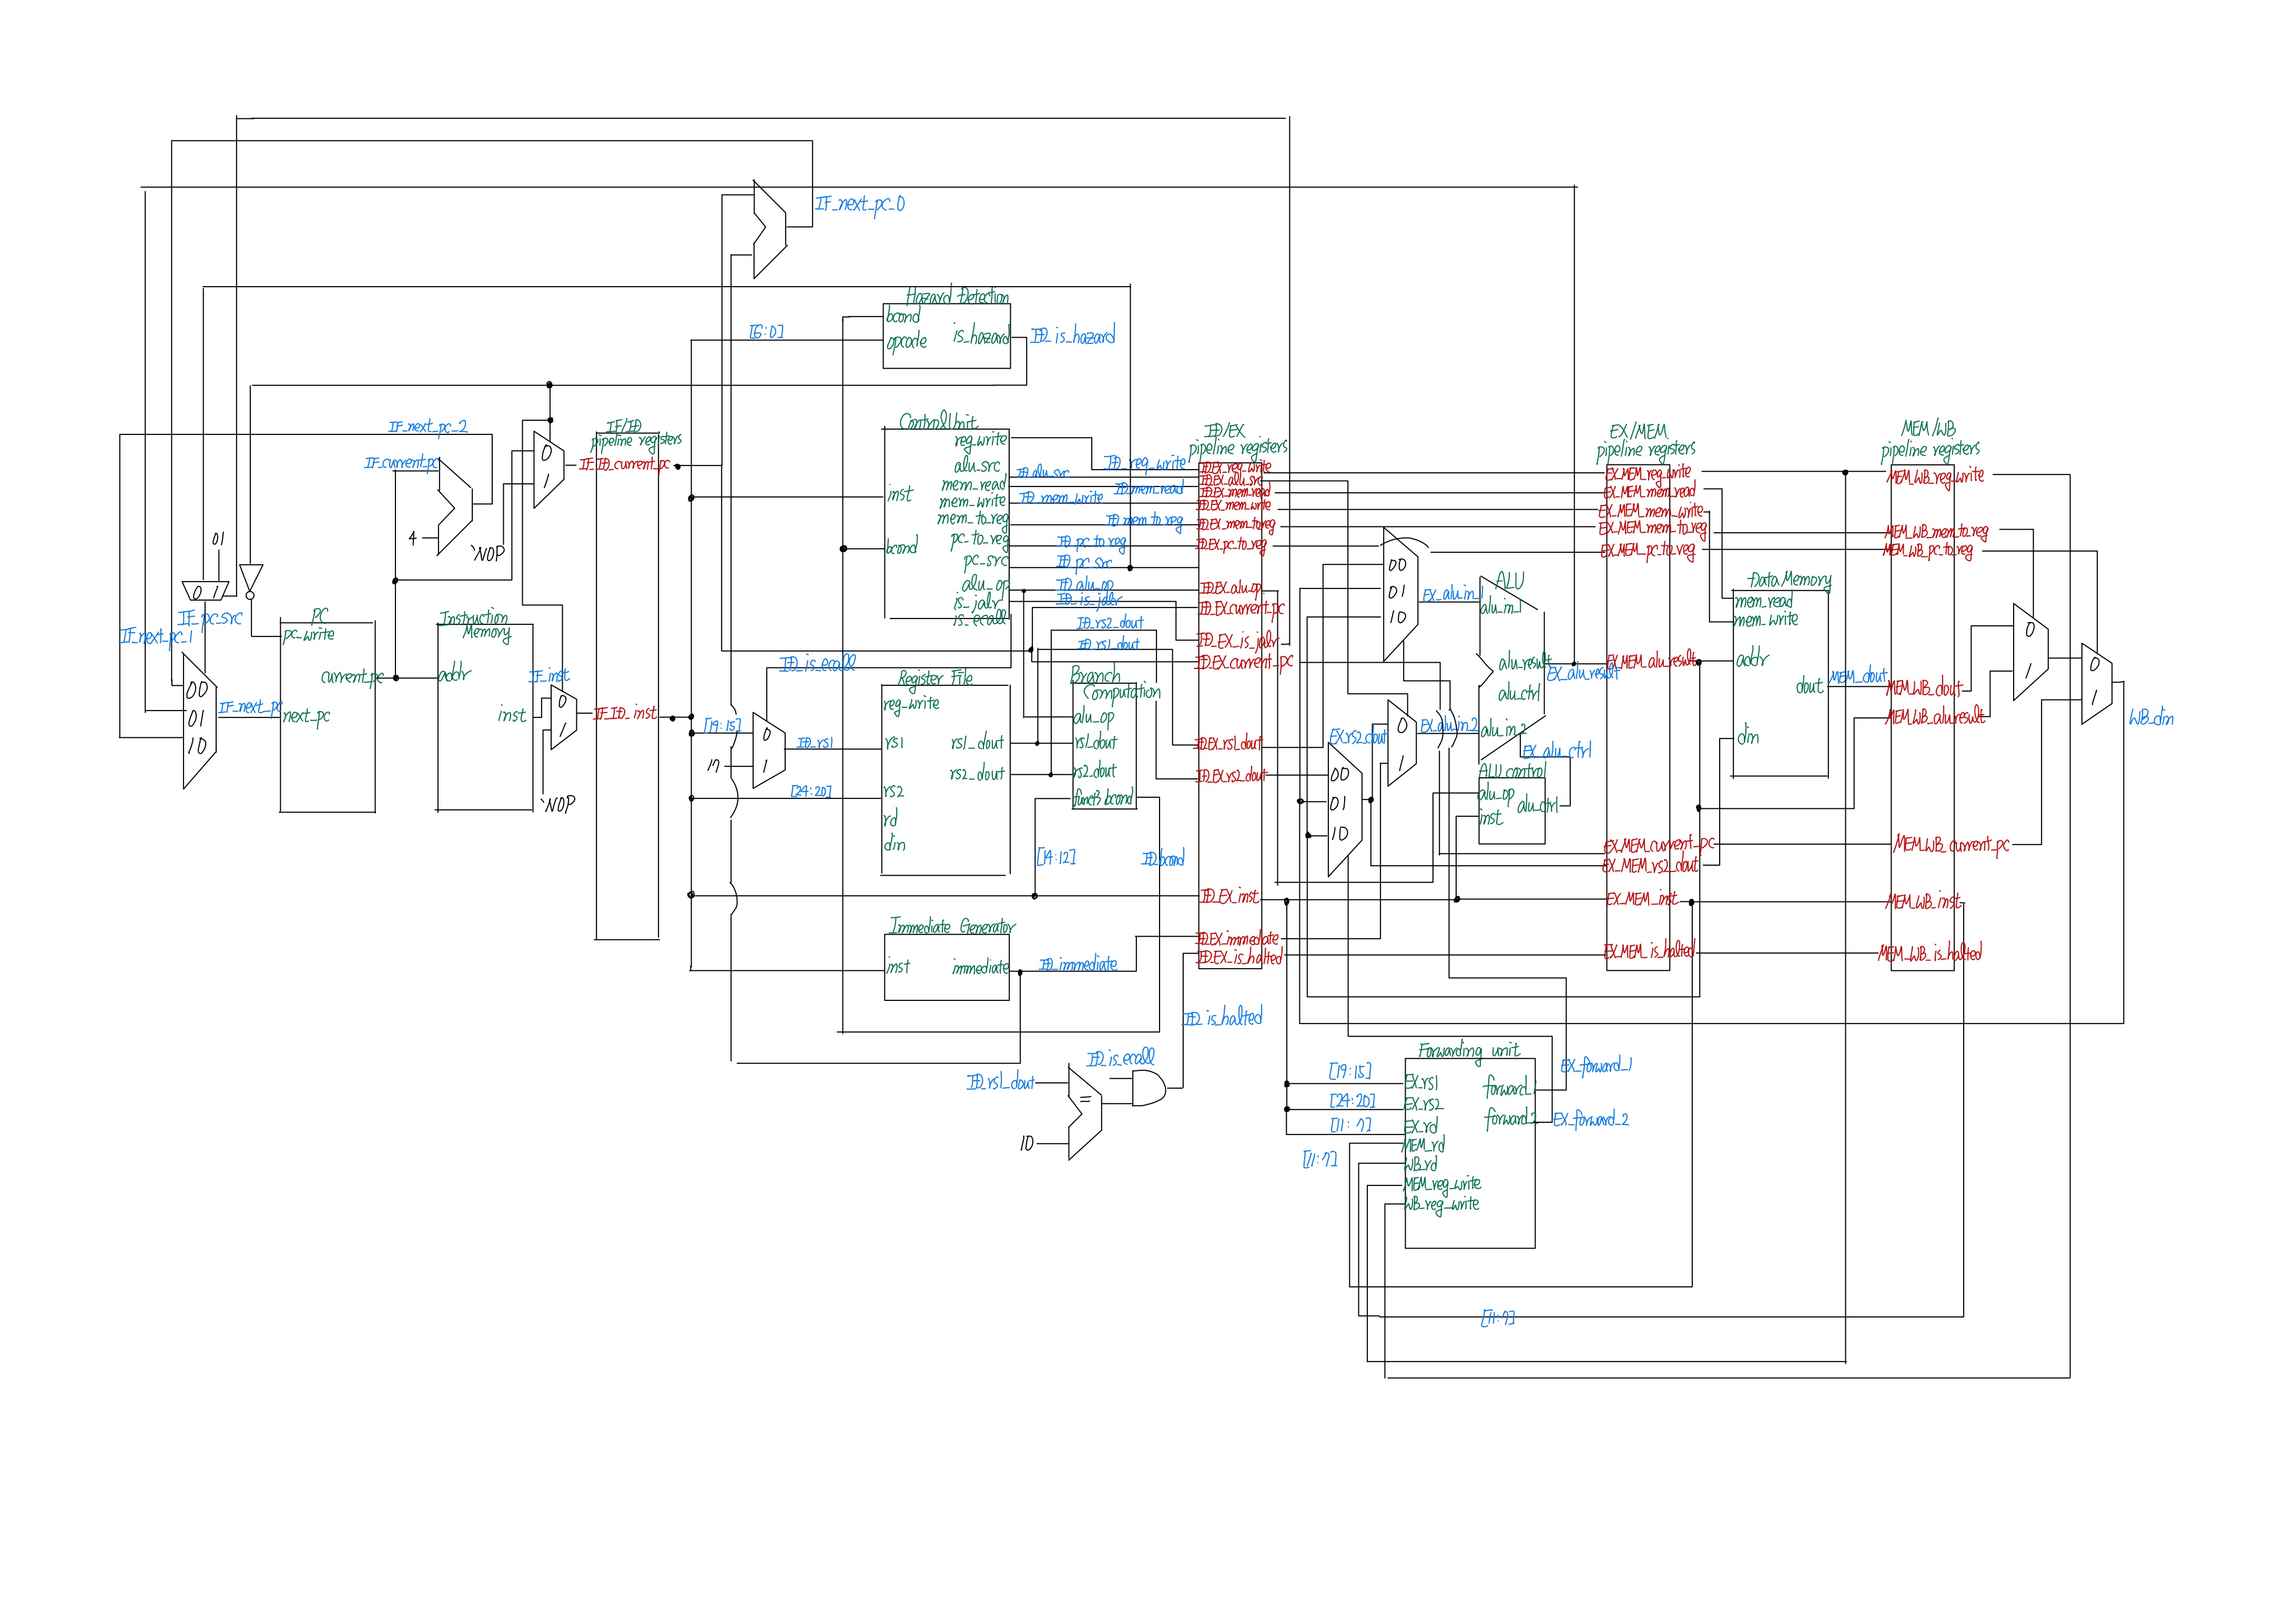 IF_next_pc_0
Hazard Detection
bcond
opcode
is_hazard
[6:0]
ID_is_hazard
IF_next_pc_2
IF_current_pc
4
`NOP
0
1
IF/ID
pipeline registers
IF_ID_current_pc
01
0 1
IF_pc_src
IF_next_pc_1
00
01
10
IF_next_pc
PC
pc_write
current_pc
next_pc
Instruction
Memory
addr
inst
IF_inst
0
1
`NOP
IF_ID_inst
Control Unit
inst
bcond
reg_write
alu_src
mem_read
mem_write
mem_to_reg
pc_to_reg
pc_src
alu_op
is_jalr
is_ecall
ID_reg_write
ID_alu_src
ID_mem_read
ID_mem_write
ID_mem_to_reg
ID_pc_to_reg
ID_pc_src
ID_alu_op
ID_is_jalr
ID_rs2_dout
ID_rs1_dout
ID_is_ecall
[19:15]
17
0
1
ID_rs1
[24:20]
Register File
reg_write
rs1
rs2
rd
din
rs1_dout
rs2_dout
Branch
Computation
alu_op
rs1_dout
rs2_dout
funct3
bcond
[14:12]
ID_bcond
Immediate Generator
inst
immediate
ID_immediate
ID_is_halted
ID_is_ecall
ID_rs1_dout
=
10
ID/EX
pipeline registers
ID_EX_reg_write
ID_EX_alu_src
ID_EX_mem_read
ID_EX_mem_write
ID_EX_mem_to_reg
ID_EX_pc_to_reg
ID_EX_alu_op
ID_EX_current_pc
ID_EX_is_jalr
ID_EX_current_pc
ID_EX_rs1_dout
ID_EX_rs2_dout
ID_EX_inst
ID_EX_immediate
ID_EX_is_halted
00
01
10
EX_alu_in_1
00
01
10
EX_rs2_dout
0
1
EX_alu_in_2
ALU
alu_in_1
alu_result
alu_ctrl
alu_in_2
EX_alu_result
EX_alu_ctrl
ALU control
alu_op
inst
alu_ctrl
Forwarding unit
EX_rs1
EX_rs2
EX_rd
MEM_rd
WB_rd
MEM_reg_write
WB_reg_write
forward_1
forward_2
[19:15]
[24:20]
[11:7]
[11:7]
[11:7]
EX_forward_1
EX_forward_2
EX/MEM
pipeline registers
EX_MEM_reg_write
EX_MEM_mem_read
EX_MEM_mem_write
EX_MEM_mem_to_reg
EX_MEM_pc_to_reg
EX_MEM_alu_result
EX_MEM_current_pc
EX_MEM_rs2_dout
EX_MEM_inst
EX_MEM_is_halted
Data Memory
mem_read
mem_write
addr
dout
din
MEM_dout
MEM/WB
pipeline registers
MEM_WB_reg_write
MEM_WB_mem_to_reg
MEM_WB_pc_to_reg
MEM_WB_dout
MEM_WB_alu_result
MEM_WB_current_pc
MEM_WB_inst
MEM_WB_is_halted
0
1
0
1
WB_din